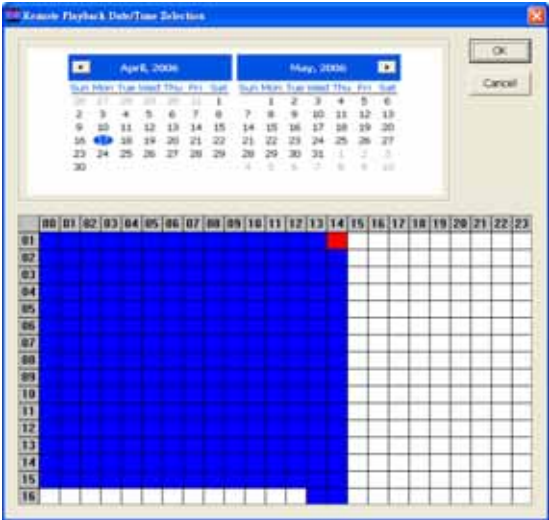 Remote Playback Date/Time Selection
OK
Cancel
April, 2006 May, 2006
Sun Mon Tue Wed Thu Fri Sat Sun Mon Tue Wed Thu Fri Sat
26 27 28 29 30 31 1 1 2 3 4 5 6
2 3 4 5 6 7 8 7 8 9 10 11 12 13
9 10 11 12 13 14 15 14 15 16 17 18 19 20
16 17 18 19 20 21 22 21 22 23 24 25 26 27
23 24 25 26 27 28 29 28 29 30 31 1 2 3
30 4 5 6 7 8 9 10
00 01 02 03 04 05 06 07 08 09 10 11 12 13 14 15 16 17 18 19 20 21 22 23
01
02
03
04
05
06
07
08
09
10
11
12
13
14
15
16